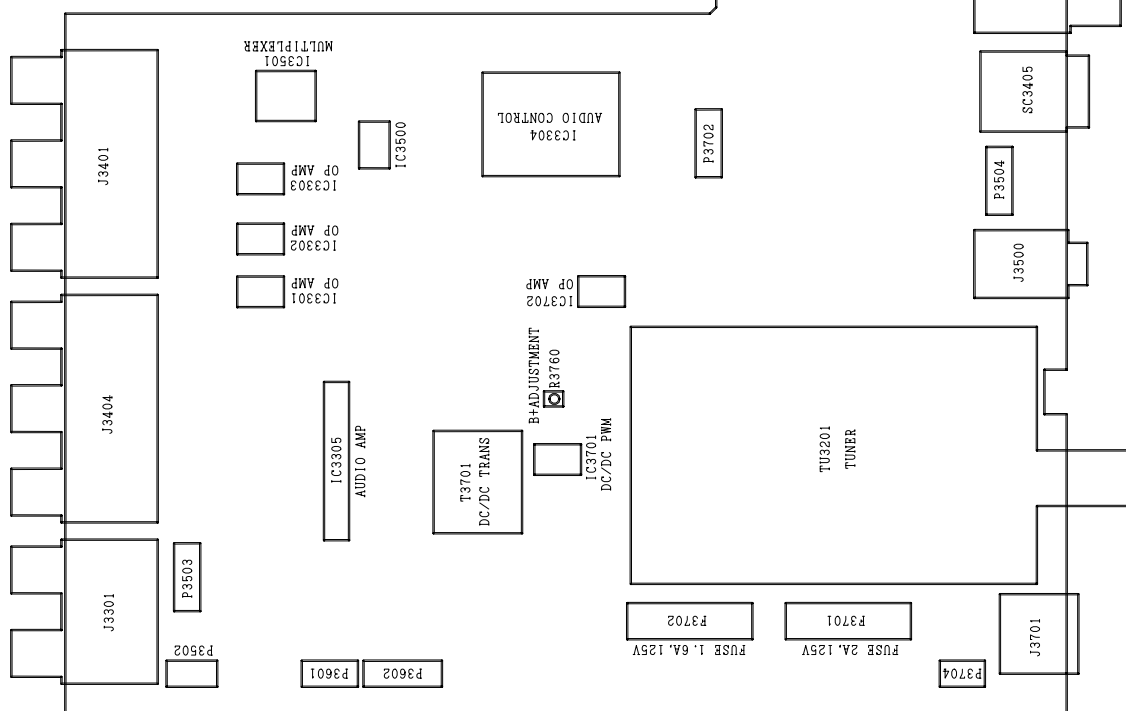 MULTIPLEXER
IC3501
J3401
IC3500
AUDIO CONTROL
IC3304
P3702
SC3405
P3504
OP AMP
IC3303
OP AMP
IC3302
OP AMP
IC3301
OP AMP
IC3702
J3500
J3404
B+ADJUSTMENT
R3760
IC3305
AUDIO AMP
T3701
DC/DC TRANS
IC3701
DC/DC PWM
TU3201
TUNER
J3301
P3503
P3502
P3601
P3602
F3702
FUSE 1.6A,125V
F3701
FUSE 2A,125V
P3704
J3701